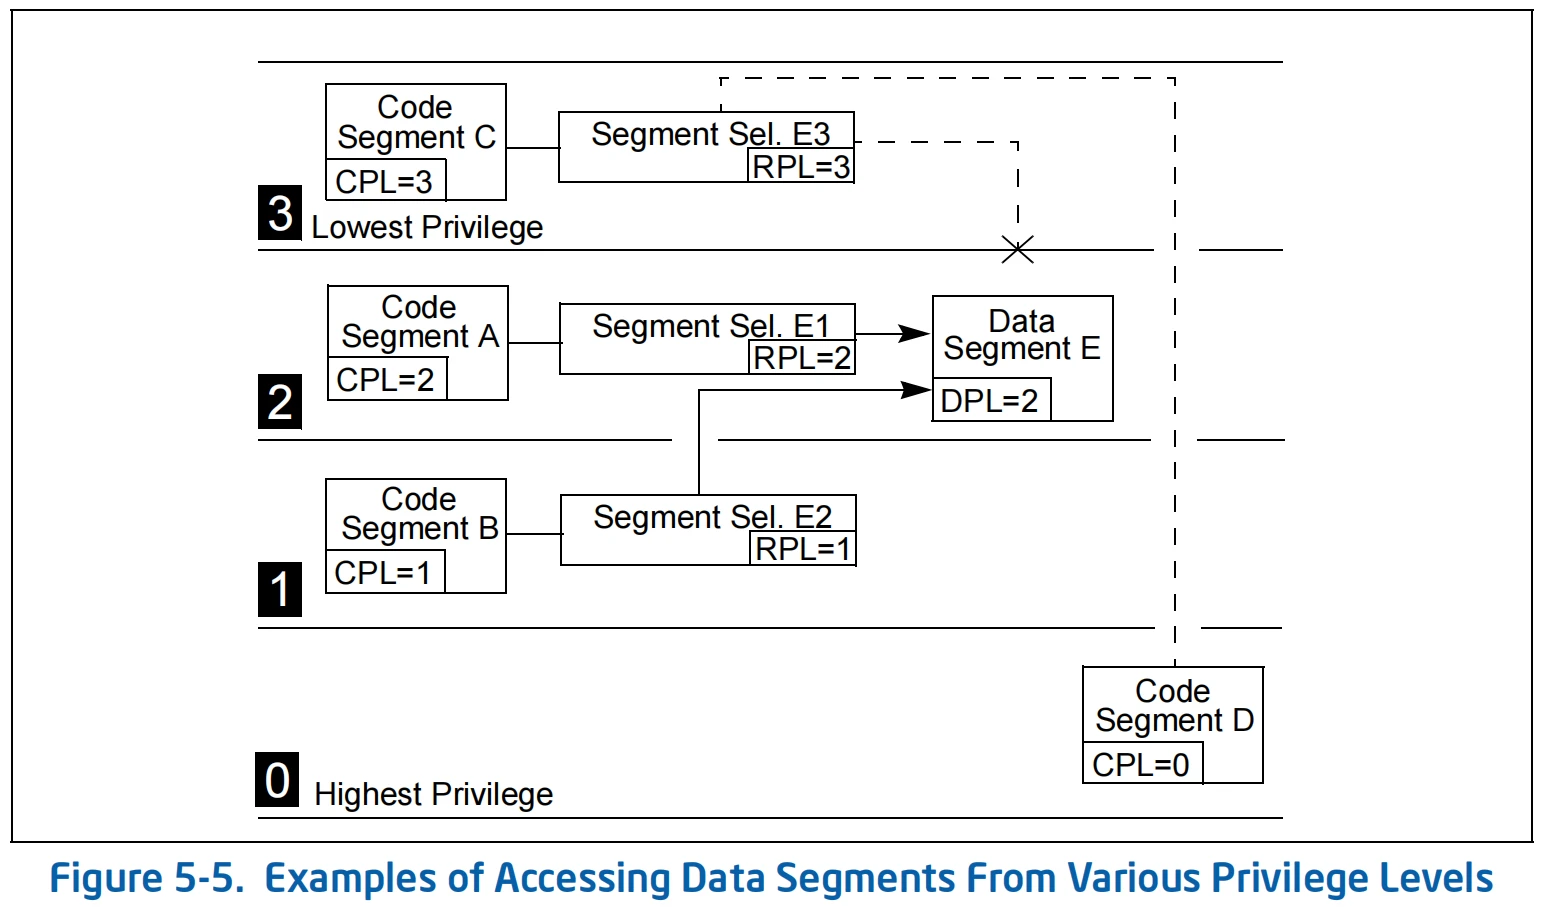 Code
Segment C
CPL=3
Segment Sel. E3
RPL=3
3
Lowest Privilege
Code
Segment A
CPL=2
Segment Sel. E1
RPL=2
Data
Segment E
DPL=2
2
Code
Segment B
CPL=1
Segment Sel. E2
RPL=1
1
Code
Segment D
CPL=0
0
Highest Privilege
Figure 5-5. Examples of Accessing Data Segments From Various Privilege Levels